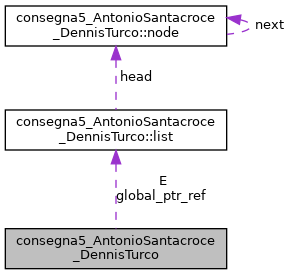 consegna5_AntonioSantacroce
_DennisTurco::node
next
head
consegna5_AntonioSantacroce
_DennisTurco::list
E
global_ptr_ref
consegna5_AntonioSantacroce
_DennisTurco